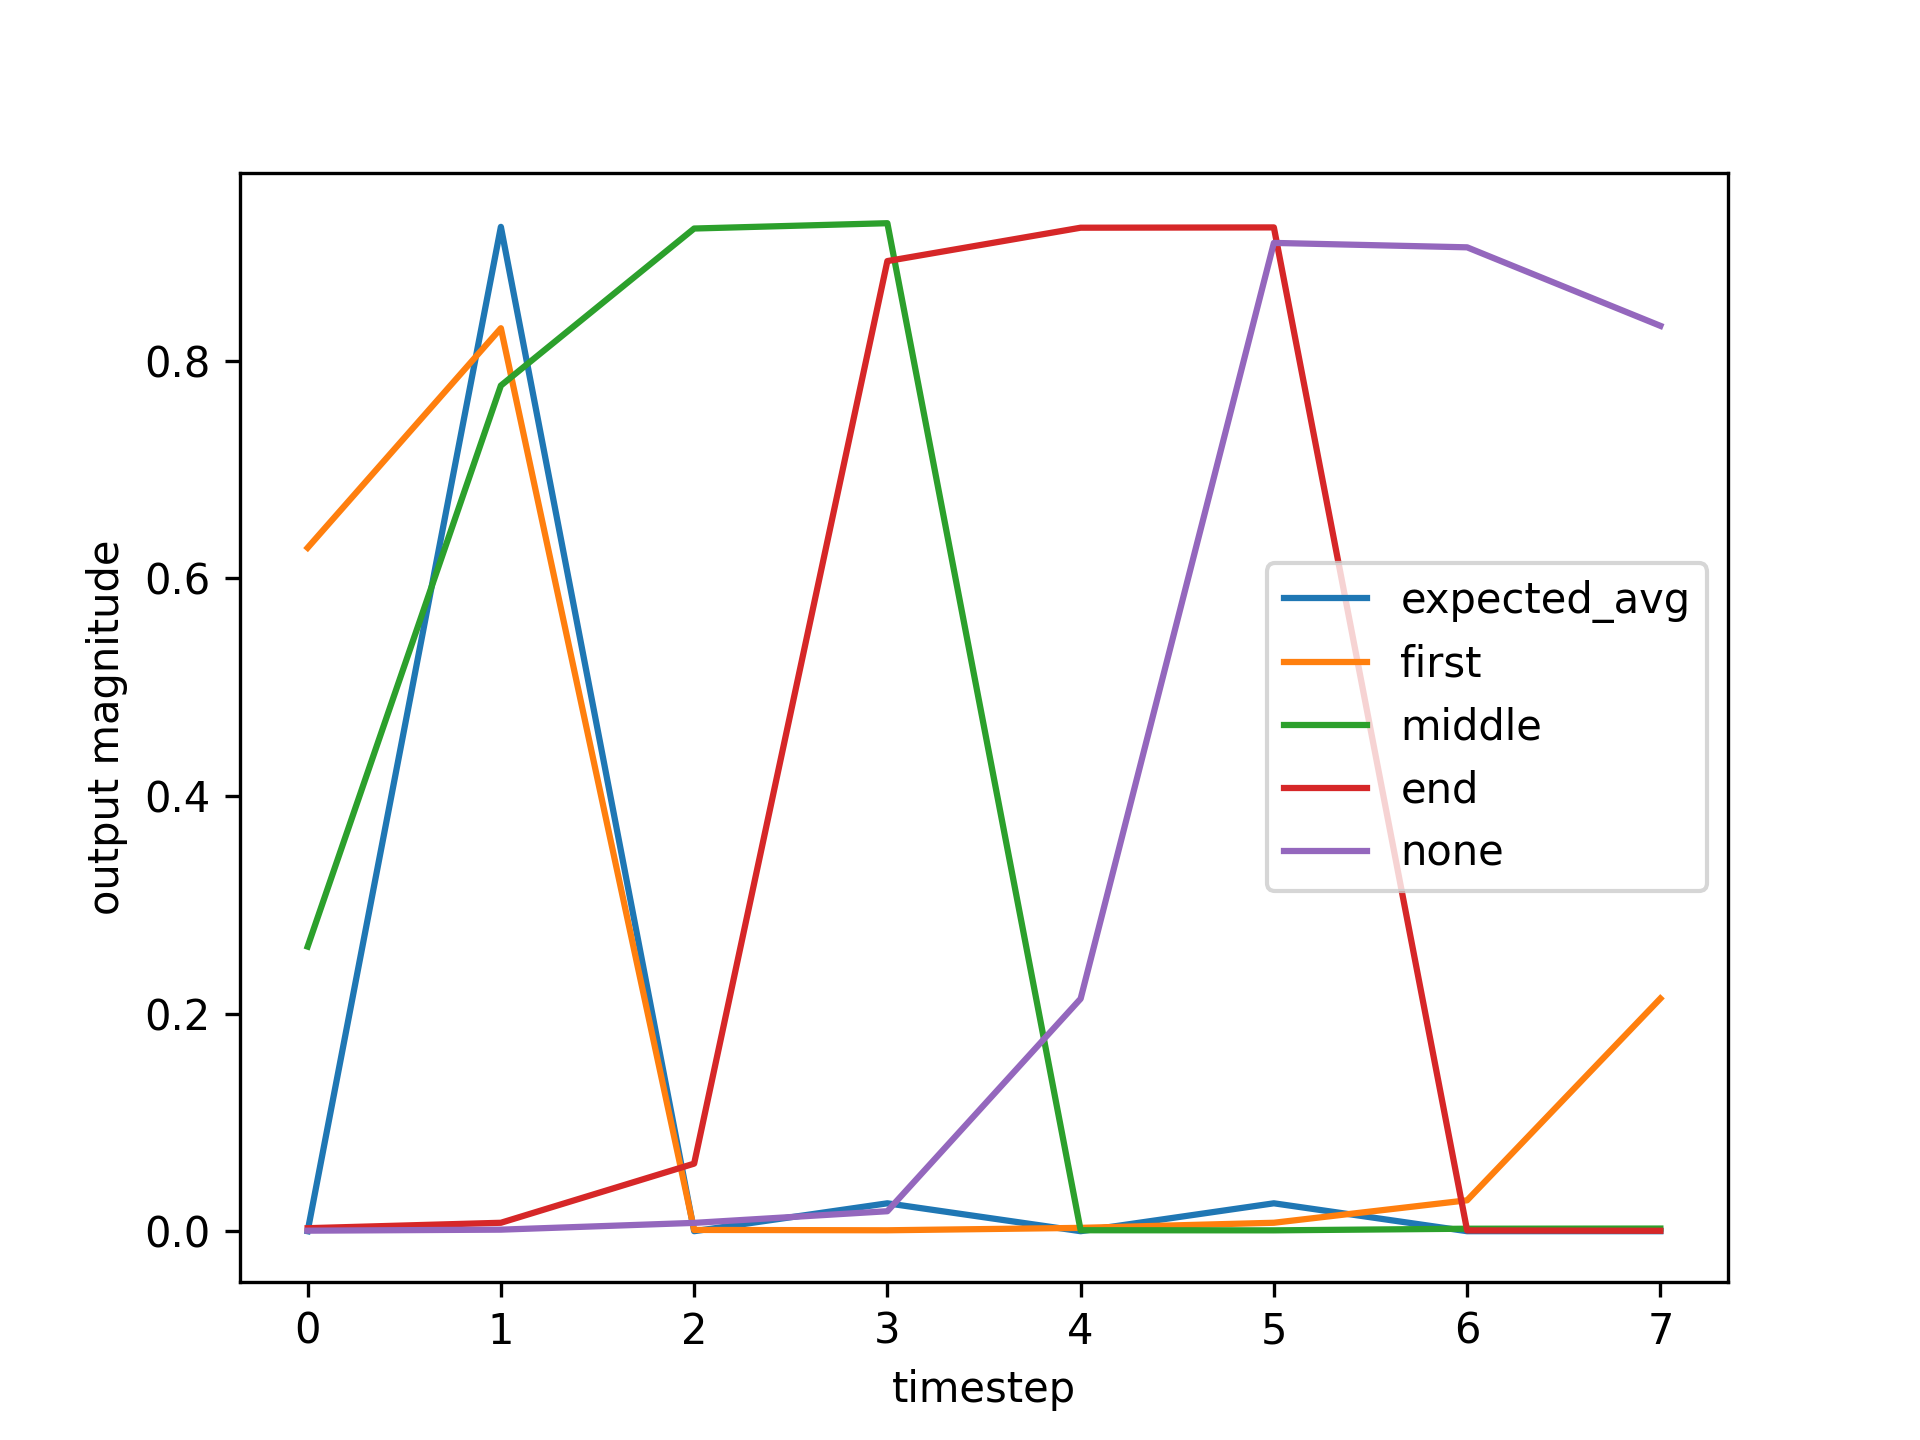 output magnitude
0.8
0.6
0.4
0.2
0.0
expected_avg
first
middle
end
none
0 1 2 3 4 5 6 7
timestep